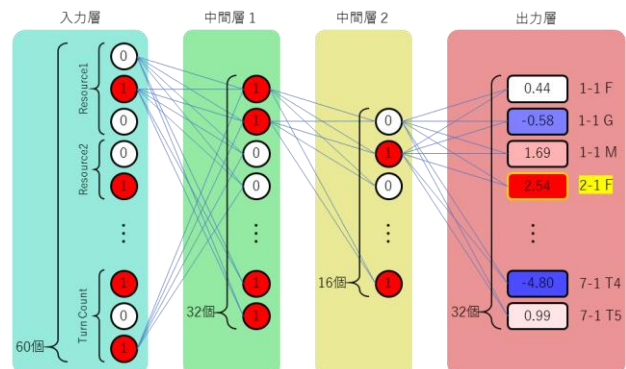 入力層
中間層 1
中間層 2
出力層
Resource1
0
1
0
Resource2
0
1
⋮
Turn Count
1
0
1
60個
1
1
0
0
⋮
1
1
32個
0
1
0
⋮
1
16個
0.44 1-1 F
-0.58 1-1 G
1.69 1-1 M
2.54 2-1 F
⋮
-4.80 7-1 T4
0.99 7-1 T5
32個